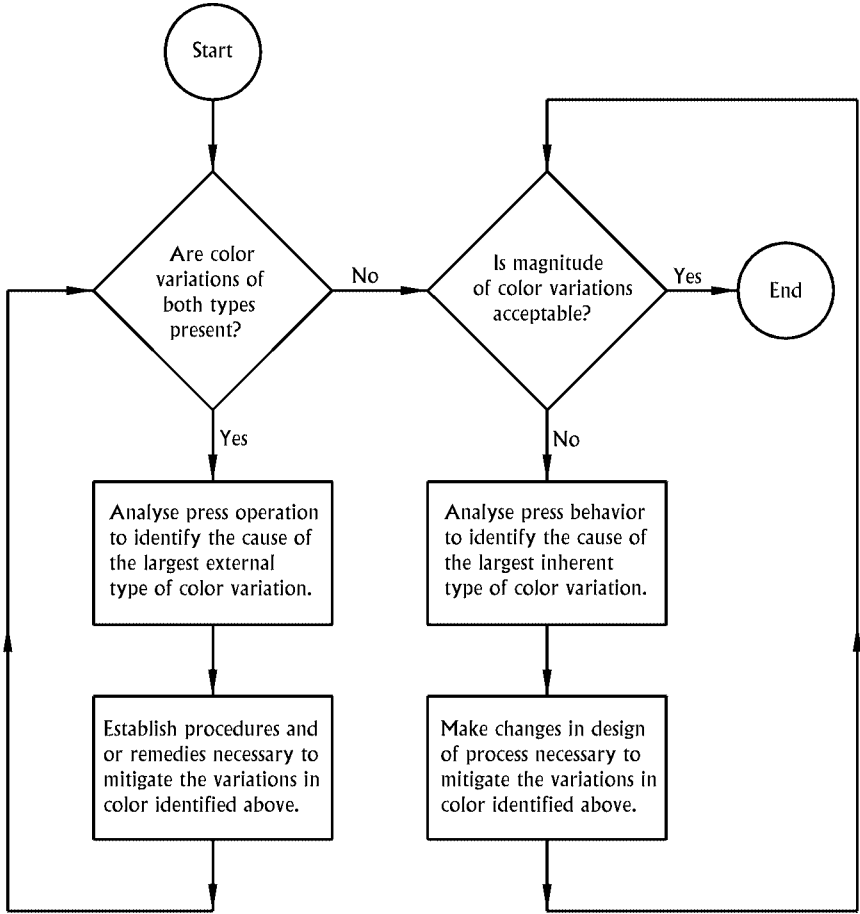 Start
Are color
variations of
both types
present?
No
Is magnitude
of color variations
acceptable?
Yes
End
Yes
No
Analyse press operation
to identify the cause of
the largest external
type of color variation.
Analyse press behavior
to identify the cause of
the largest inherent
type of color variation.
Establish procedures and
or remedies necessary to
mitigate the variations in
color identified above.
Make changes in design
of process necessary to
mitigate the variations in
color identified above.